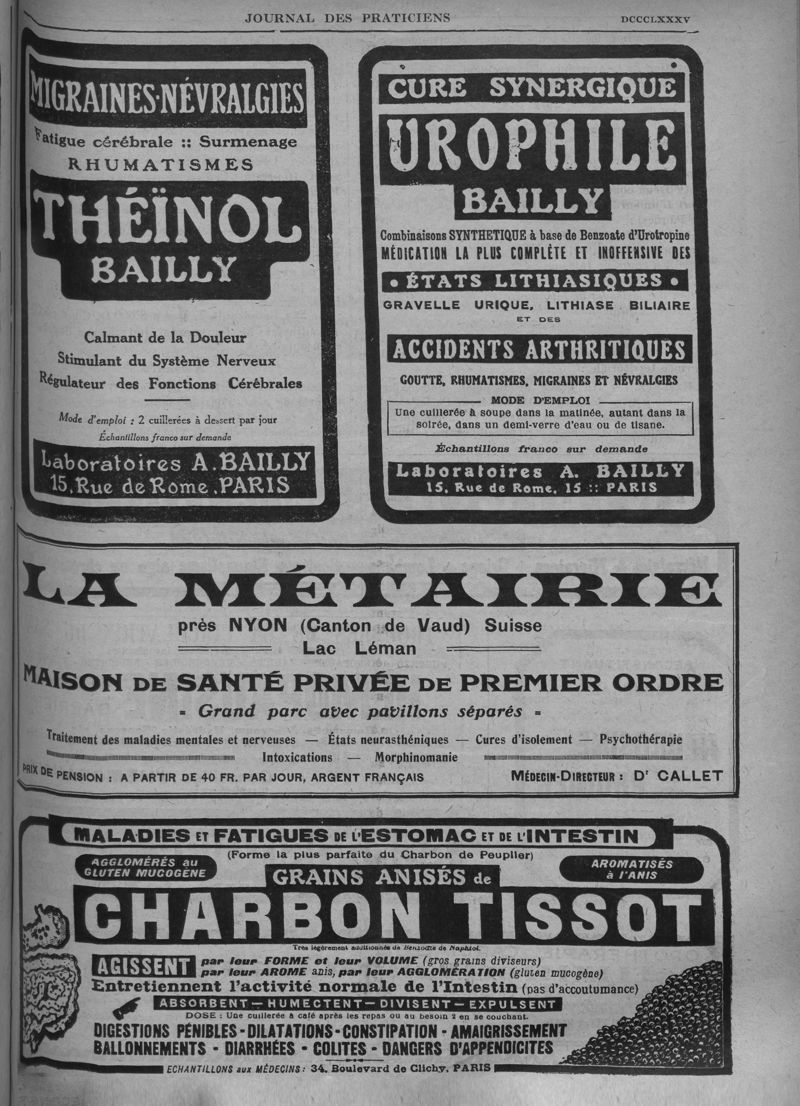 JOURNAL DES PRATICIENS
DCCCLXXXV
MIGRAINES-NÉVRALGIES
Fatigue cérébrale :: Surmenage
RHUMATISMES
THÉÏNOL
BAILLY
Calmant de la Douleur
Stimulant du Système Nerveux
Régulateur des Fonctions Cérébrales
Mode d'emploi : 2 cuillerées à dessert par jour
Échantillons franco sur demande
Laboratoires A. BAILLY
15, Rue de Rome, PARIS
CURE SYNERGIQUE
UROPHILE
BAILLY
Combinaisons SYNTHETIQUE à base de Benzoate d'Urotropine
MÉDICATION LA PLUS COMPLÈTE ET INOFFENSIVE DES
• ÉTATS LITHIASIQUES •
GRAVELLE URIQUE, LITHIASE BILIAIRE
ET DES
ACCIDENTS ARTHRITIQUES
GOUTTE, RHUMATISMES, MIGRAINES ET NÉVRALGIES
MODE D'EMPLOI
Une cuillerée à soupe dans la matinée, autant dans la
soirée, dans un demi-verre d'eau ou de tisane.
Échantillons franco sur demande
Laboratoires A. BAILLY
15, Rue de Rome, 15 :: PARIS
LA MÉTAIRIE
près NYON (Canton de Vaud) Suisse
Lac Léman
MAISON DE SANTÉ PRIVÉE DE PREMIER ORDRE
- Grand parc avec pavillons séparés -
Traitement des maladies mentales et nerveuses — États neurasthéniques — Cures d'isolement — Psychothérapie
Intoxications — Morphinomanie
PRIX DE PENSION : A PARTIR DE 40 FR. PAR JOUR, ARGENT FRANÇAIS
MÉDECIN-DIRECTEUR : Dr CALLET
MALADIES ET FATIGUES DE L'ESTOMAC ET DE L'INTESTIN
(Forme la plus parfaite du Charbon de Peuplier)
AGGLOMÉRÉS au
GLUTEN MUCOGÈNE
AROMATISÉS
à l'ANIS
GRAINS ANISÉS de
CHARBON TISSOT
Très légèrement additionnés de Benzoate de Naphtol.
AGISSENT
par leur FORME et leur VOLUME (gros grains diviseurs)
par leur AROME anis, par leur AGGLOMÉRATION (gluten mucogène)
Entretiennent l'activité normale de l'Intestin (pas d'accoutumance)
ABSORBENT — HUMECTENT — DIVISENT — EXPULSENT
DOSE : Une cuillerée à café après les repas ou au besoin 2 en se couchant.
DIGESTIONS PÉNIBLES - DILATATIONS - CONSTIPATION - AMAIGRISSEMENT
BALLONNEMENTS - DIARRHÉES - COLITES - DANGERS D'APPENDICITES
ECHANTILLONS aux MÉDECINS : 34, Boulevard de Clichy, PARIS